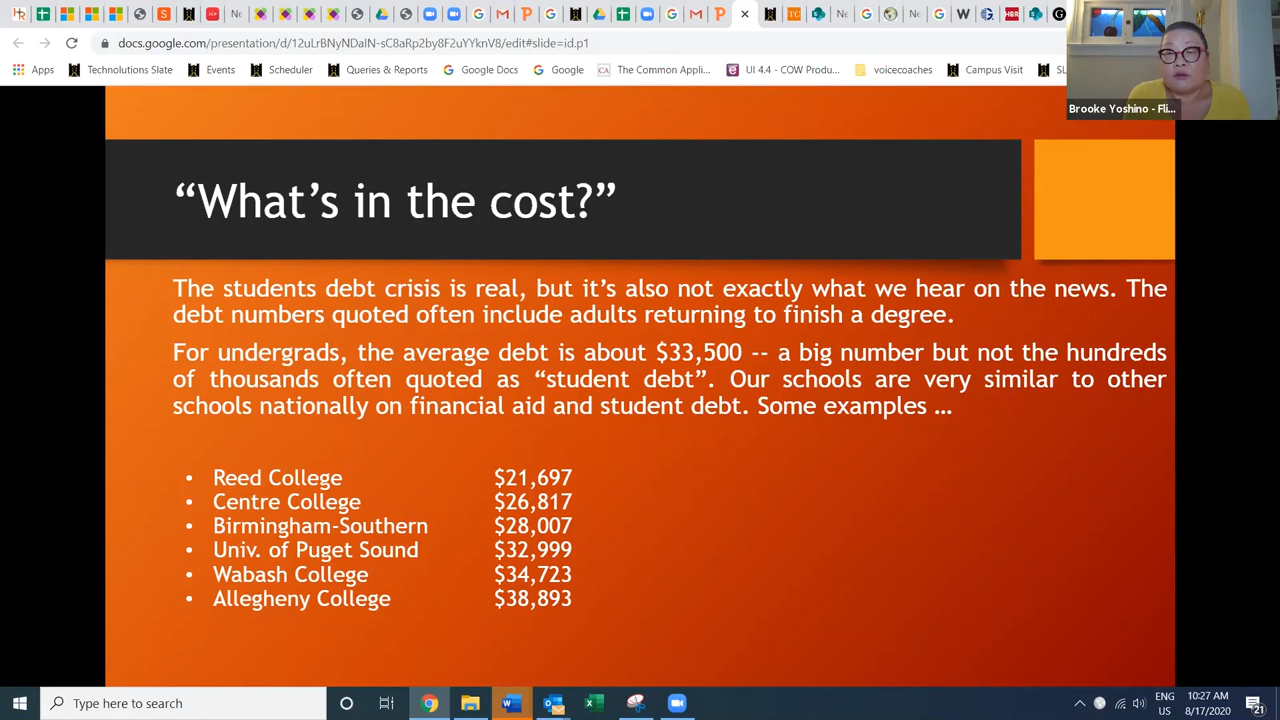 Ne
Ne
Ne
docs.google.com/presentation/d/12uLrBNyNDaIN-sC8aRp2by8F2uYYknV8/edit#slide=id.p1
Apps
Technolutions Slate
Events
Scheduler
Queries & Reports
Google Docs
Google
The Common Appli...
UI 4.4 - COW Produ...
voicecoaches
Campus Visit
Brooke Yoshino - Fli...
“What’s in the cost?”
The students debt crisis is real, but it’s also not exactly what we hear on the news. The
debt numbers quoted often include adults returning to finish a degree.
For undergrads, the average debt is about $33,500 -- a big number but not the hundreds
of thousands often quoted as “student debt”. Our schools are very similar to other
schools nationally on financial aid and student debt. Some examples …
• Reed College $21,697
• Centre College $26,817
• Birmingham-Southern $28,007
• Univ. of Puget Sound $32,999
• Wabash College $34,723
• Allegheny College $38,893
Type here to search
ENG
US
10:27 AM
8/17/2020
21